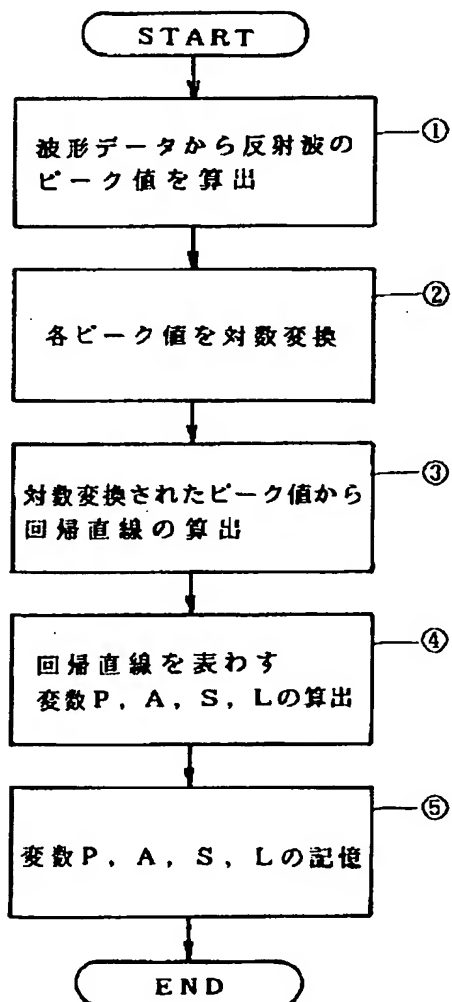 START
①
波形データから反射波の
ピーク値を算出
②
各ピーク値を対数変換
③
対数変換されたピーク値から
回帰直線の算出
④
回帰直線を表わす
変数P，A，S，Lの算出
⑤
変数P，A，S，Lの記憶
END